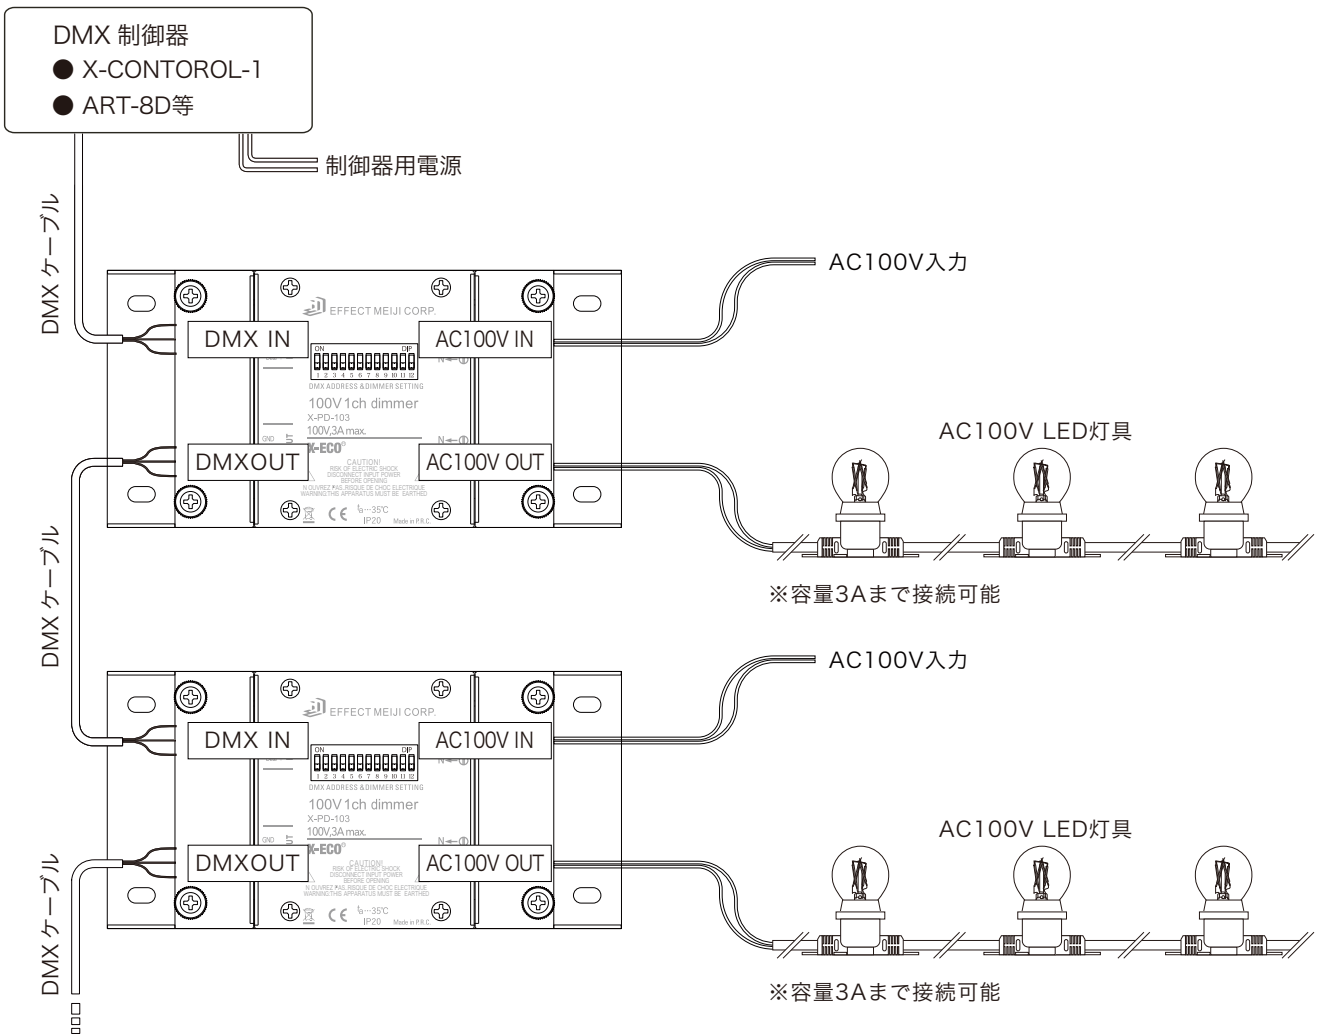 DMX 制御器
● X-CONTOROL-1
● ART-8D等
制御器用電源
DMX ケーブル
AC100V入力
EFFECT MEIJI CORP.
DMX IN
AC100V IN
N
ON DIP
1 2 3 4 5 6 7 8 9 10 11 12
DMX ADDRESS & DIMMER SETTING
100V 1ch dimmer
X-PD-103
100V,3A max.
GND
UT
N
X-ECO®
DMXOUT
AC100V OUT
CAUTION!
RISK OF ELECTRIC SHOCK
DISCONNECT INPUT POWER
BEFORE OPENING
N OUVREZ PAS. RISQUE DE CHOC ELECTRIQUE
WARNING:THIS APPARATUS MUST BE EARTHED
CE
ta…35℃
IP20
Made in P.R.C.
AC100V LED灯具
※容量3Aまで接続可能
DMX ケーブル
AC100V入力
EFFECT MEIJI CORP.
DMX IN
AC100V IN
N
ON DIP
1 2 3 4 5 6 7 8 9 10 11 12
DMX ADDRESS & DIMMER SETTING
100V 1ch dimmer
X-PD-103
100V,3A max.
GND
UT
N
X-ECO®
DMXOUT
AC100V OUT
CAUTION!
RISK OF ELECTRIC SHOCK
DISCONNECT INPUT POWER
BEFORE OPENING
N OUVREZ PAS. RISQUE DE CHOC ELECTRIQUE
WARNING:THIS APPARATUS MUST BE EARTHED
CE
ta…35℃
IP20
Made in P.R.C.
AC100V LED灯具
※容量3Aまで接続可能
DMX ケーブル